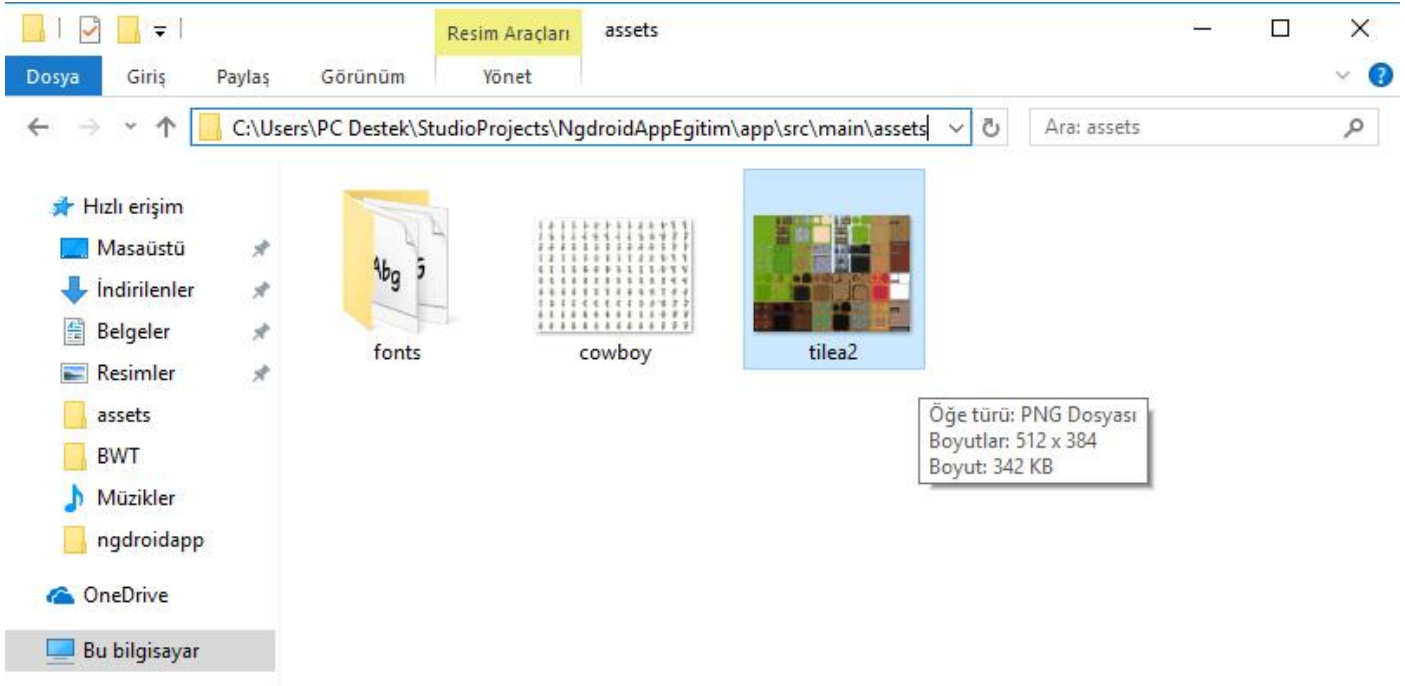 Resim Araçları
assets
Dosya
Giriş
Paylaş
Görünüm
Yönet
C:\Users\PC Destek\StudioProjects\NgdroidAppEgitim\app\src\main\assets
Ara: assets
Hızlı erişim
Masaüstü
İndirilenler
Belgeler
Resimler
assets
BWT
Müzikler
ngdroidapp
OneDrive
Bu bilgisayar
Abg
fonts
cowboy
tilea2
Öğe türü: PNG Dosyası
Boyutlar: 512 x 384
Boyut: 342 KB